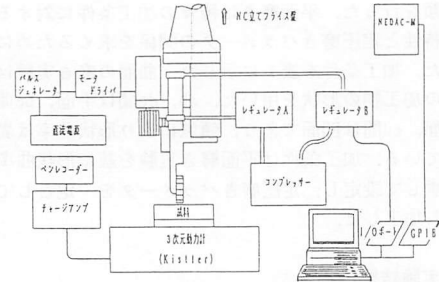 NC立てフライス盤
NEDAC-M
パルス
ジェネレータ
モータ
ドライバ
直流電源
レギュレータA
レギュレータB
ペンレコーダー
コンプレッサー
チャージアンプ
試料
3次元動力計
(Kistler)
I/Oポート
GPIB